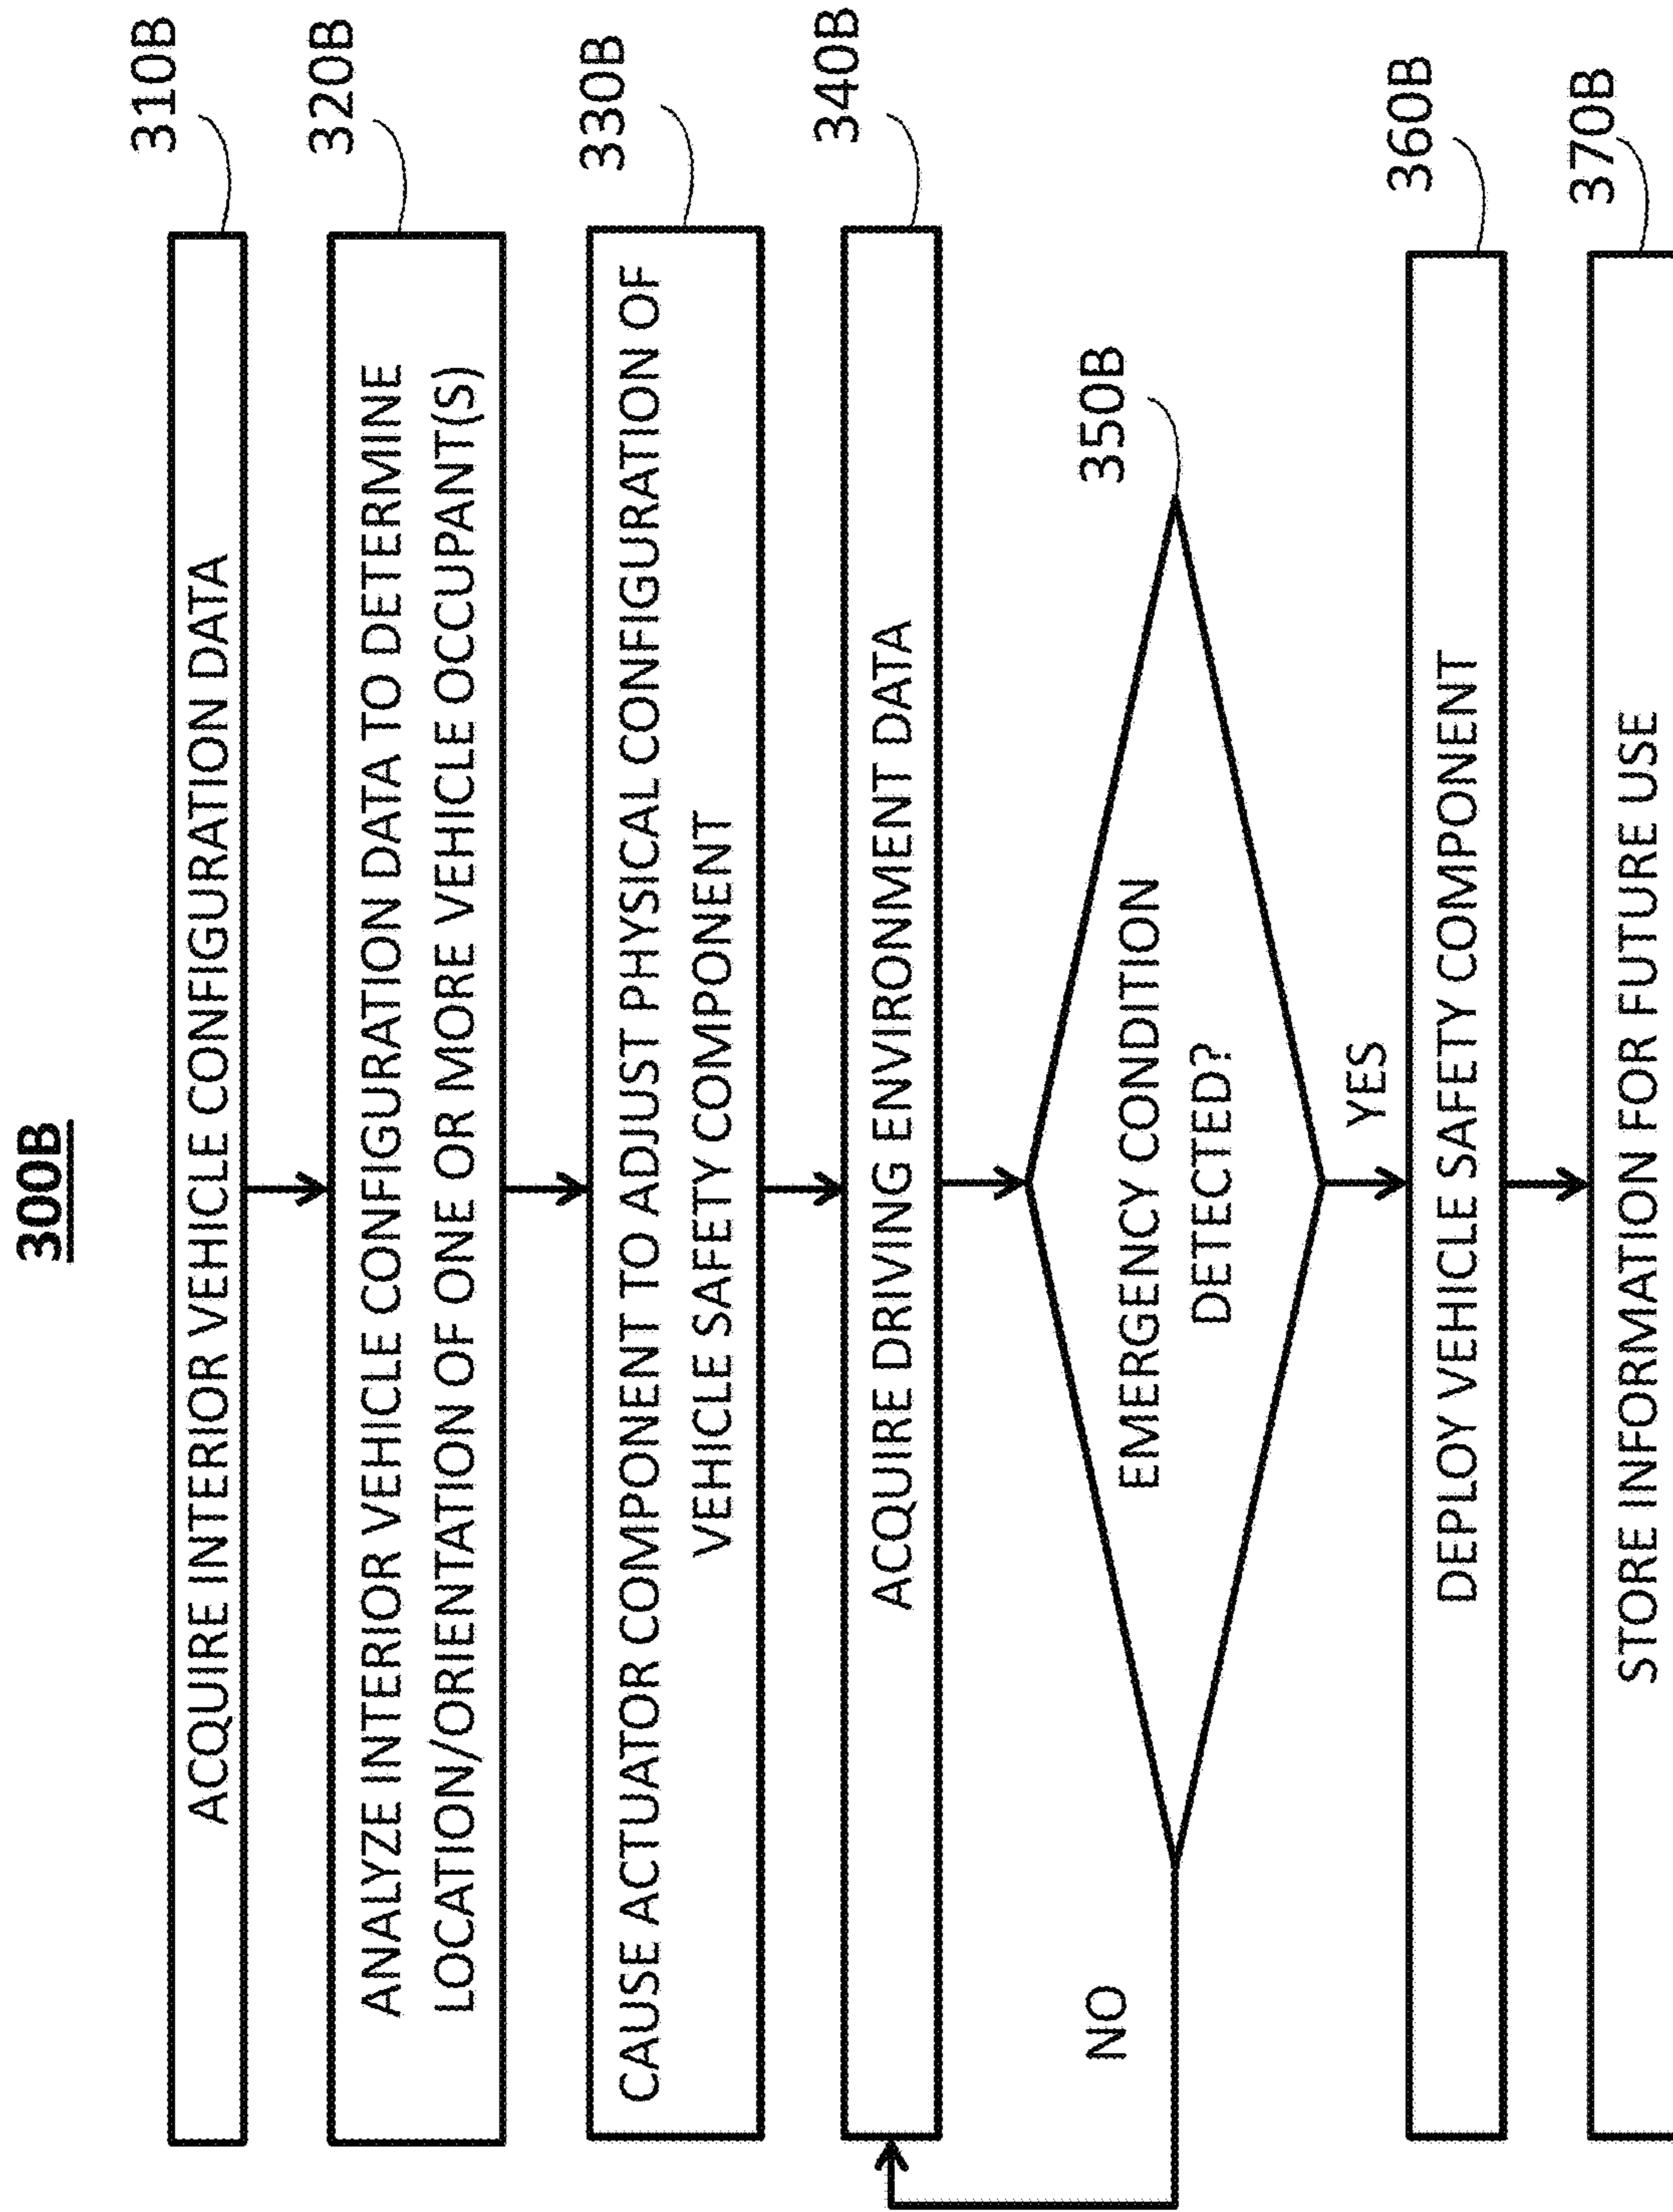 300B
310B
ACQUIRE INTERIOR VEHICLE CONFIGURATION DATA
320B
ANALYZE INTERIOR VEHICLE CONFIGURATION DATA TO DETERMINE
LOCATION/ORIENTATION OF ONE OR MORE VEHICLE OCCUPANT(S)
330B
CAUSE ACTUATOR COMPONENT TO ADJUST PHYSICAL CONFIGURATION OF
VEHICLE SAFETY COMPONENT
340B
ACQUIRE DRIVING ENVIRONMENT DATA
350B
EMERGENCY CONDITION
DETECTED?
NO
YES
360B
DEPLOY VEHICLE SAFETY COMPONENT
370B
STORE INFORMATION FOR FUTURE USE